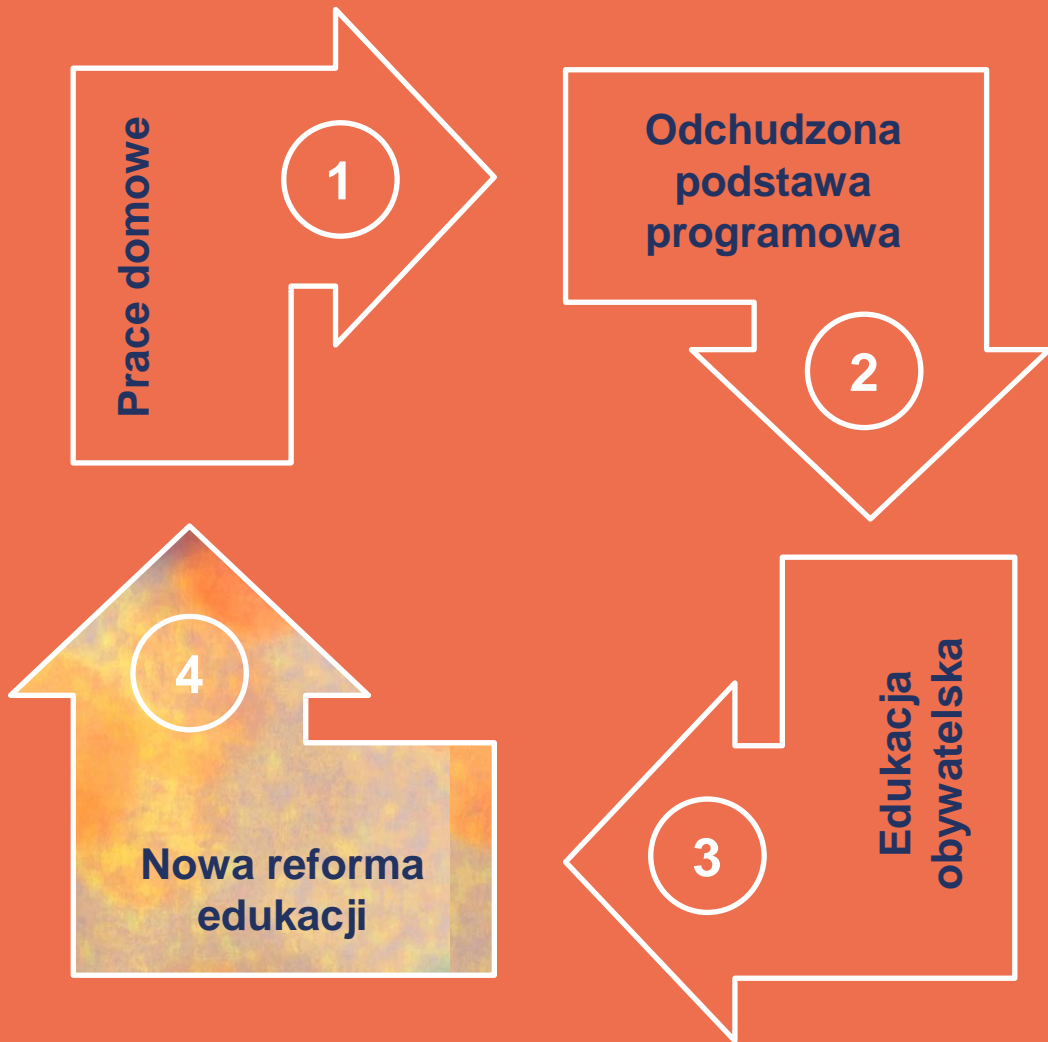 Prace domowe
1
Odchudzona
podstawa
programowa
2
Edukacja
obywatelska
3
4
Nowa reforma
edukacji